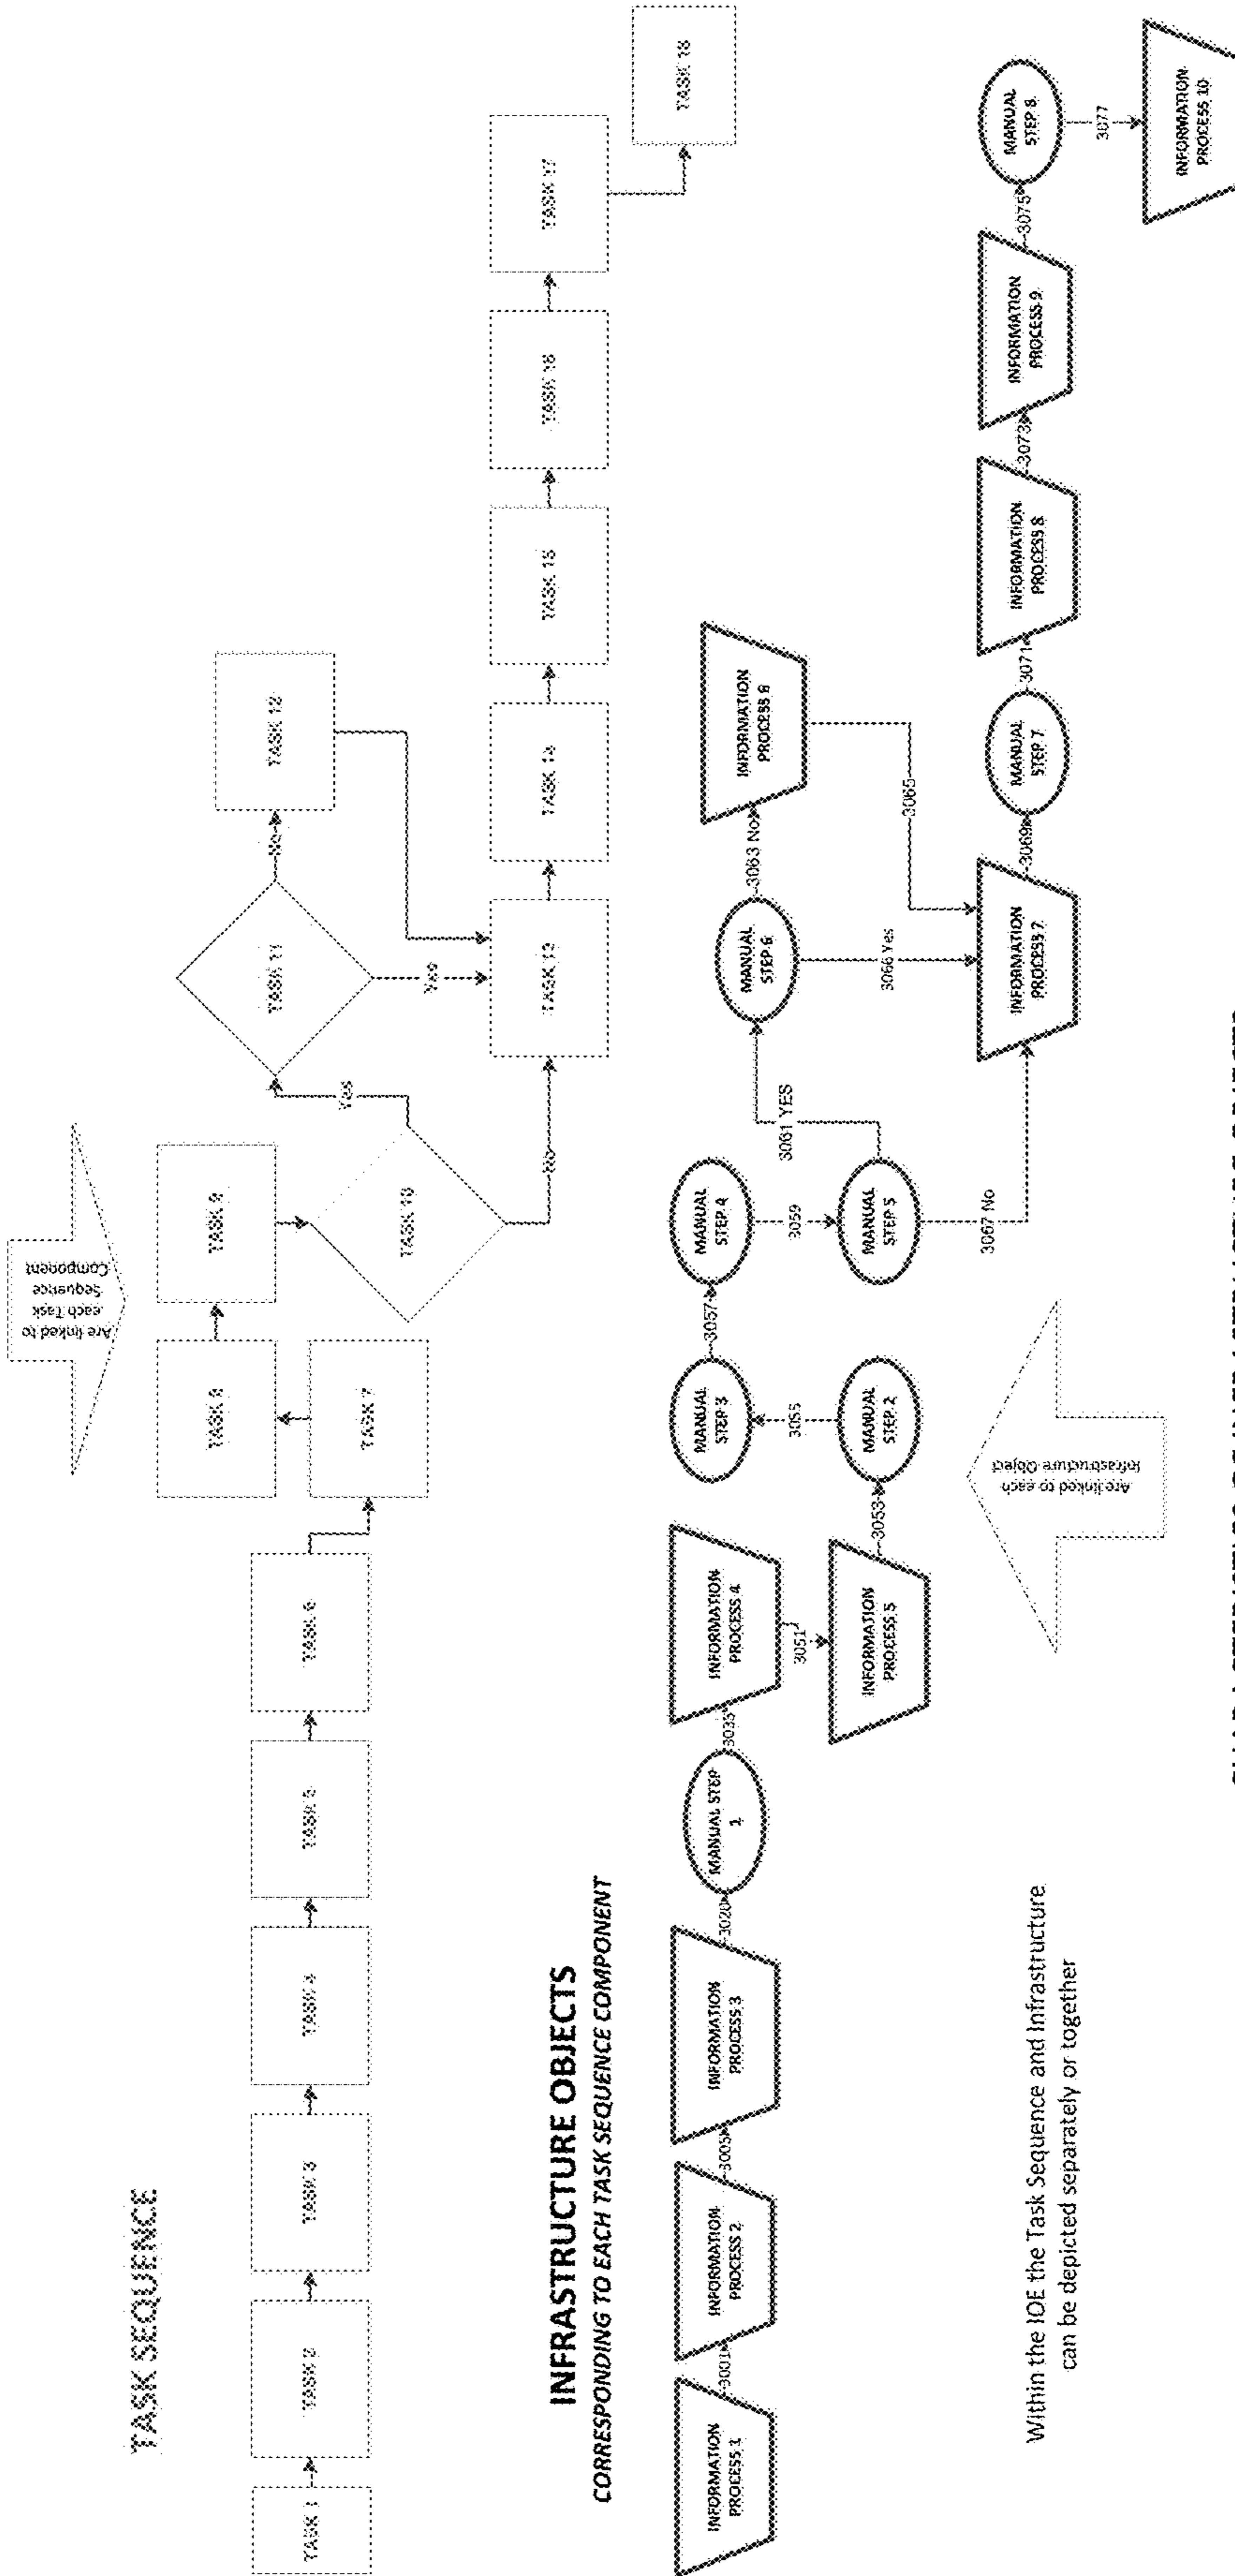 TASK SEQUENCE
Are linked to
each Task
Sequence
Component
TASK 1
TASK 2
TASK 3
TASK 4
TASK 5
TASK 6
TASK 7
TASK 8
TASK 9
TASK 10
Yes
No
TASK 11
No
Yes
TASK 12
TASK 13
TASK 14
TASK 15
TASK 16
TASK 17
TASK 18
INFRASTRUCTURE OBJECTS
CORRESPONDING TO EACH TASK SEQUENCE COMPONENT
INFORMATION
PROCESS 1
3001
INFORMATION
PROCESS 2
3005
INFORMATION
PROCESS 3
3020
MANUAL STEP
1
3035
INFORMATION
PROCESS 4
3051
INFORMATION
PROCESS 5
3053
MANUAL
STEP 2
3055
MANUAL
STEP 3
3057
MANUAL
STEP 4
3059
MANUAL
STEP 5
3061 YES
3067 No
MANUAL
STEP 6
3063 No
3066 Yes
INFORMATION
PROCESS 6
3065
INFORMATION
PROCESS 7
3069
MANUAL
STEP 7
3071
INFORMATION
PROCESS 8
3073
INFORMATION
PROCESS 9
3075
MANUAL
STEP 8
3077
INFORMATION
PROCESS 10
Are linked to each
Infrastructure Object
Within the IOE the Task Sequence and Infrastructure
can be depicted separately or together